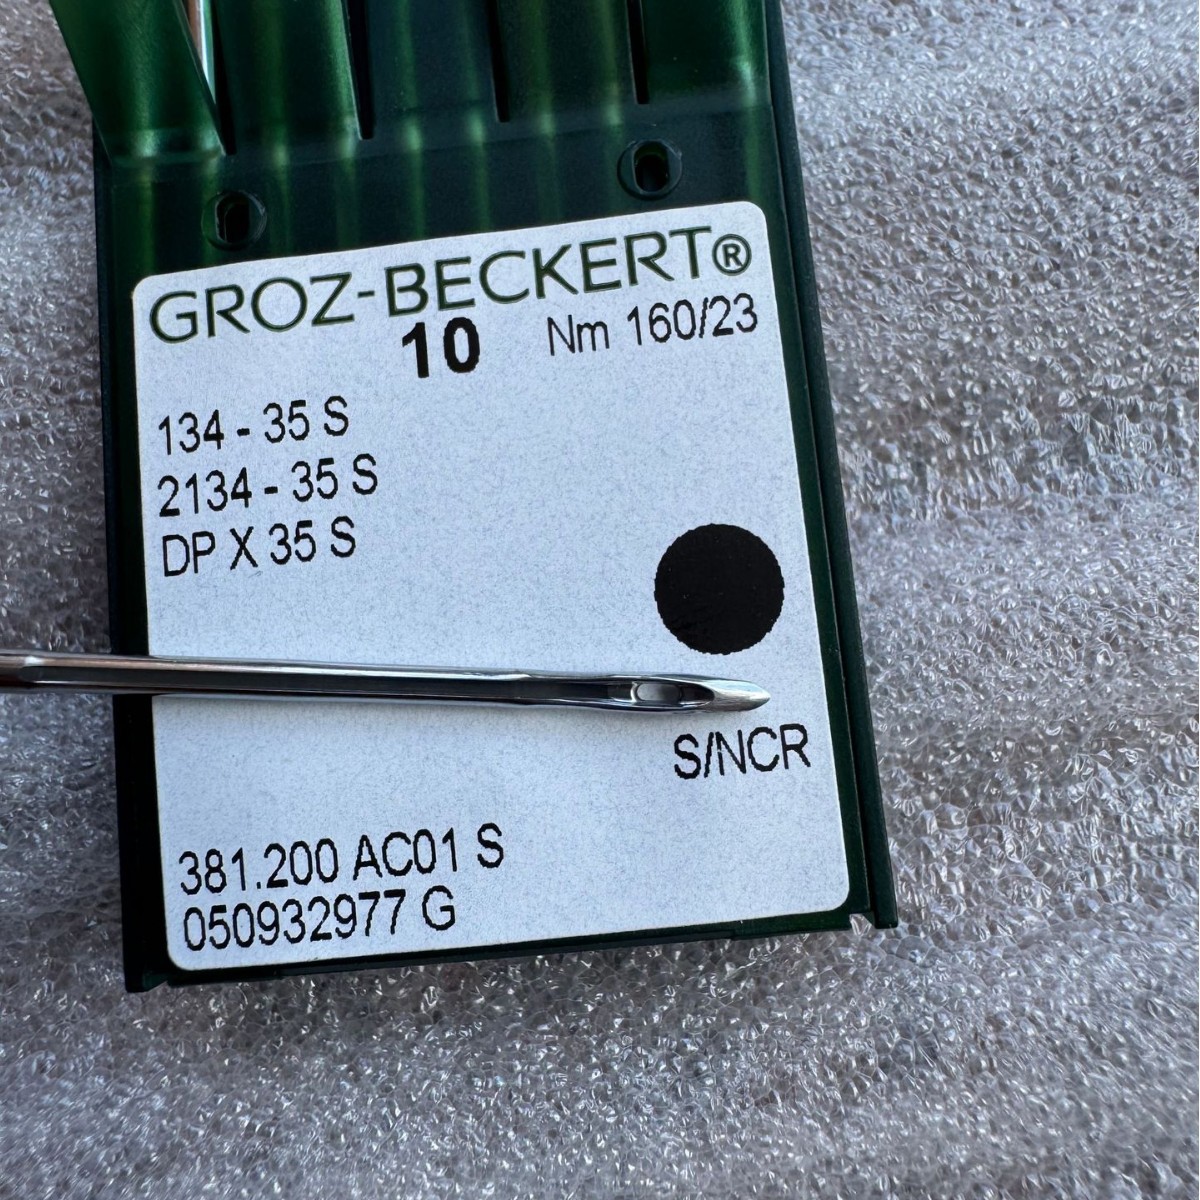 GROZ-BECKERT®
10 Nm 160/23
134 - 35 S
2134 - 35 S
DP X 35 S
S/NCR
381.200 AC01 S
050932977 G